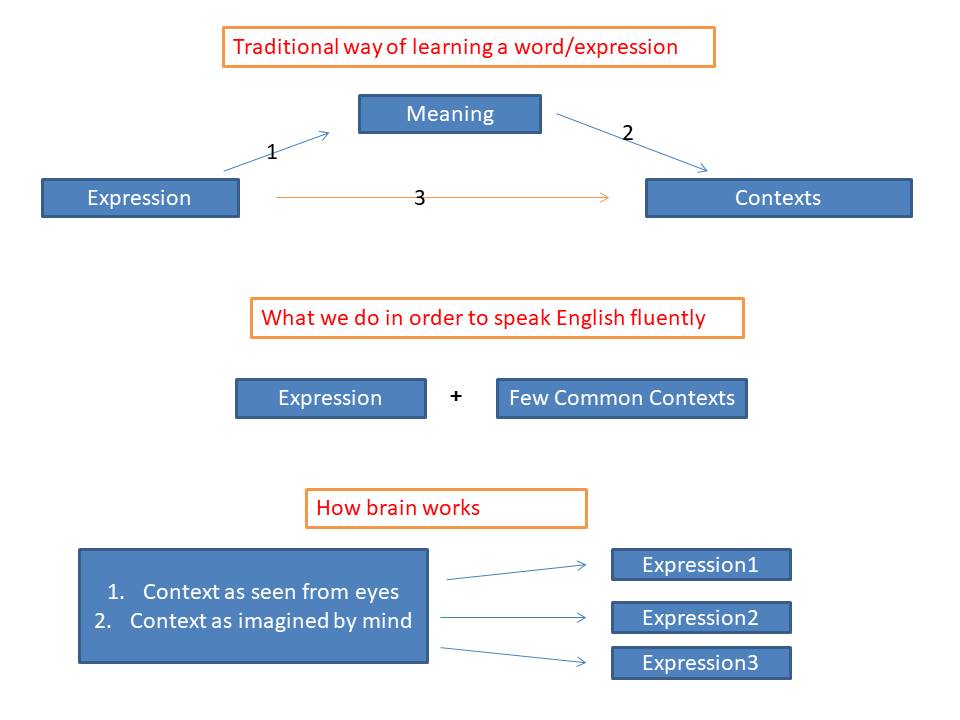 Traditional way of learning a word/expression
Meaning
1
2
Expression
3
Contexts
What we do in order to speak English fluently
Expression
+
Few Common Contexts
How brain works
1. Context as seen from eyes
2. Context as imagined by mind
Expression1
Expression2
Expression3